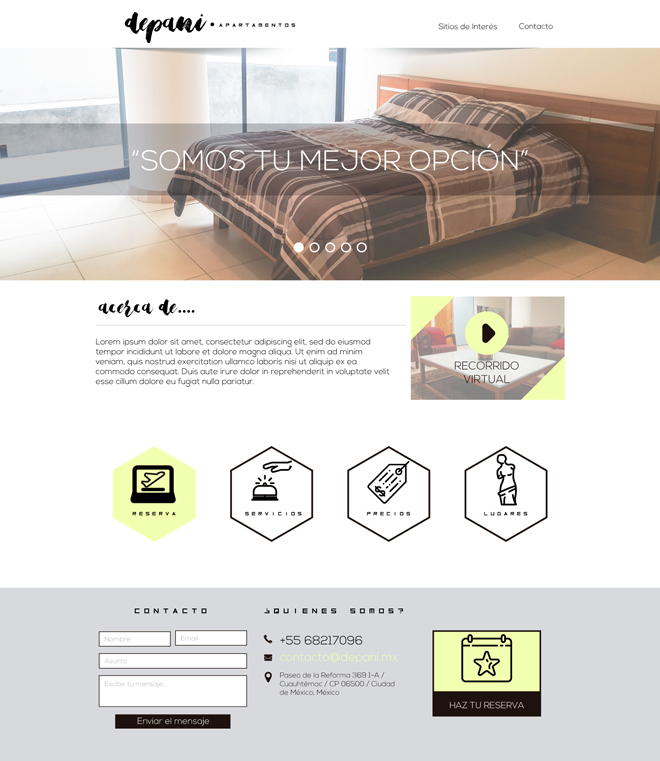 depani • APARTAMENTOS
Sitios de Interés
Contacto
“SOMOS TU MEJOR OPCIÓN”
acerca de....
Lorem ipsum dolor sit amet, consectetur adipiscing elit, sed do eiusmod
tempor incididunt ut labore et dolore magna aliqua. Ut enim ad minim
veniam, quis nostrud exercitation ullamco laboris nisi ut aliquip ex ea
commodo consequat. Duis aute irure dolor in reprehenderit in voluptate velit
esse cillum dolore eu fugiat nulla pariatur.
RECORRIDO
VIRTUAL
RESERVA
SERVICIOS
$
PRECIOS
LUGARES
CONTACTO
Nombre
Email
Asunto
Escibe tu mensaje...
Enviar el mensaje
¿QUIENES SOMOS?
+55 68217096
contacto@depani.mx
Paseo de la Reforma 369 1-A /
Cuauhtémoc / CP 06500 / Ciudad
de México, México
HAZ TU RESERVA